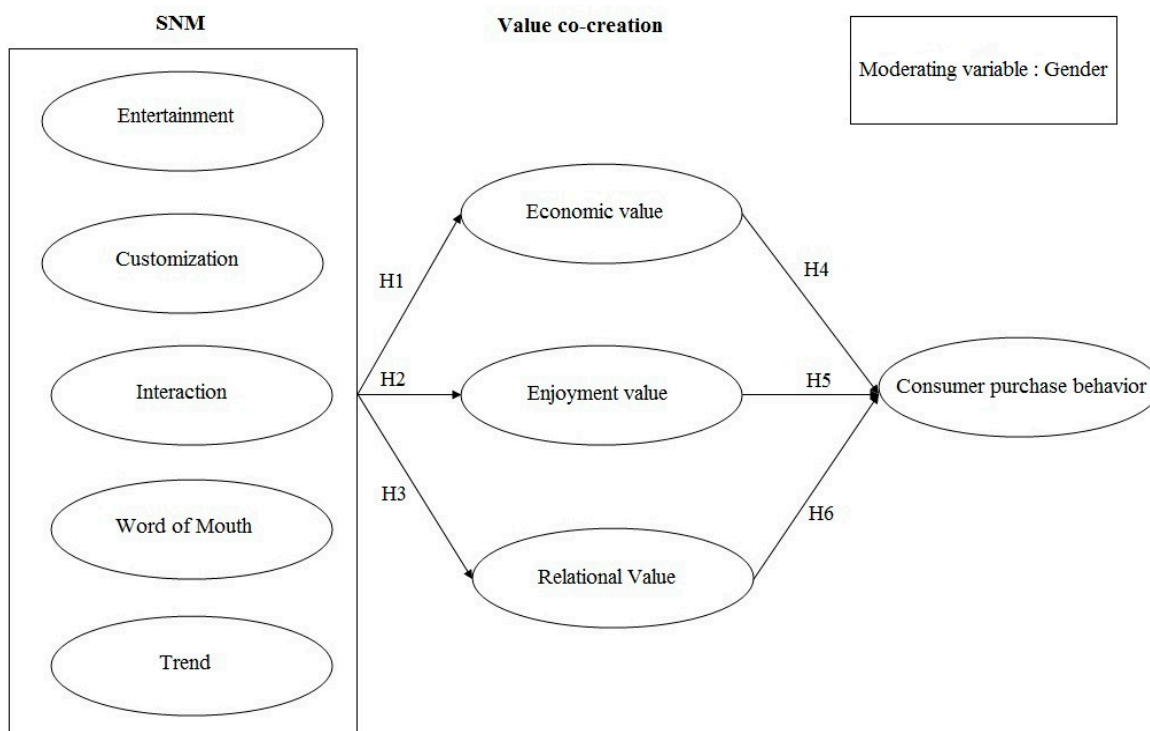 SNM
Value co-creation
Moderating variable : Gender
Entertainment
Customization
Interaction
Word of Mouth
Trend
H1
H2
H3
Economic value
Enjoyment value
Relational Value
H4
H5
H6
Consumer purchase behavior